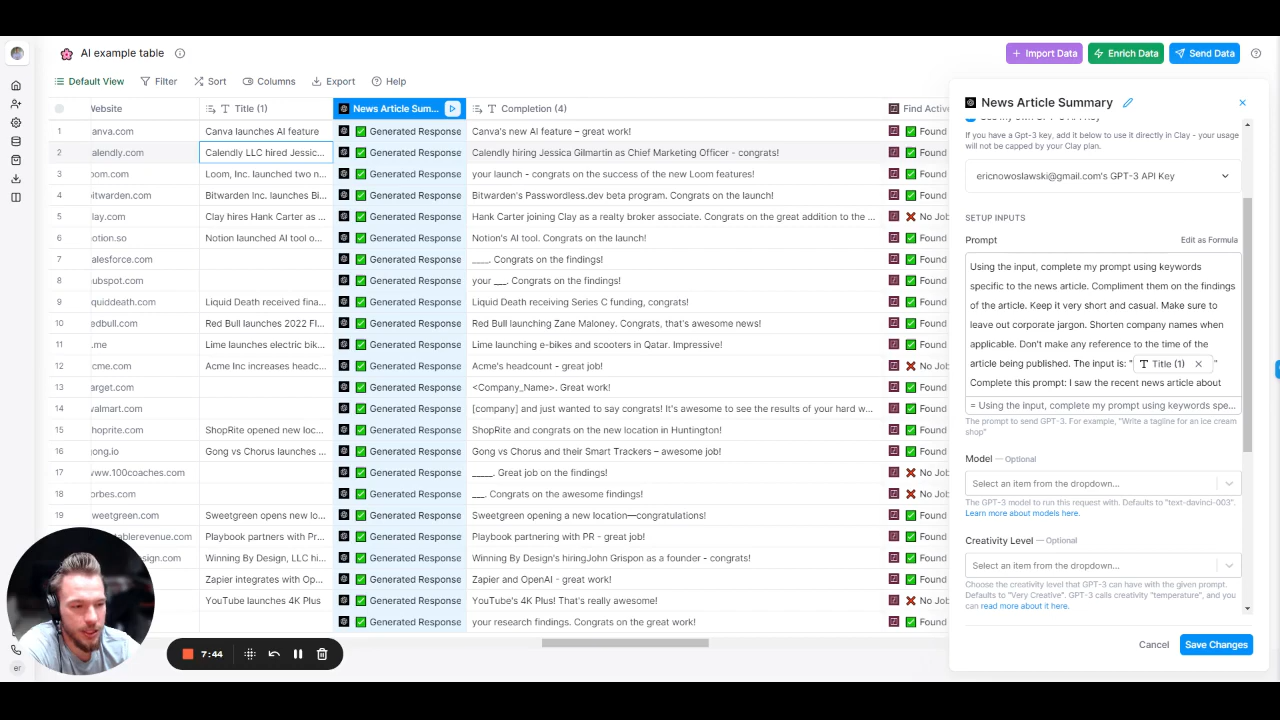 AI example table
Import Data
Enrich Data
Send Data
Default View
Filter
Sort
Columns
Export
Help
Website Title (1) News Article Sum... Completion (4) Find Active
1 anva.com Canva launches AI feature Generated Response Canva's new AI feature – great work! Found
2 alendly.com Calendly LLC hired Jessic... Generated Response Calendly hiring Jessica Gilmartin as Chief Marketing Officer - congrats! Found
3 oom.com Loom, Inc. launched two n... Generated Response your launch - congrats on the success of the new Loom features! Found
4 bitwarden.com Bitwarden Inc. launches Bi... Generated Response Bitwarden's Passwordless.dev beta program. Congrats on the launch! Found
5 lay.com Clay hires Hank Carter as ... Generated Response Hank Carter joining Clay as a realty broker associate. Congrats on the great addition to the ... No Job
6 otion.so Notion launched AI tool o... Generated Response Notion's AI tool. Congrats on the launch! Found
7 alesforce.com Generated Response ____. Congrats on the findings! Found
8 ubspot.com Generated Response your ___. Congrats on the findings! Found
9 iquiddeath.com Liquid Death received fina... Generated Response Liquid Death receiving Series C funding, congrats! Found
10 edbull.com Red Bull launches 2022 Fl... Generated Response Red Bull launching Zane Maloney. Congrats, that's awesome news! Found
11 .me Lime launches electric bik... Generated Response Lime launching e-bikes and scooters in Qatar. Impressive! Found
12 cme.com Acme Inc increases headc... Generated Response Acme's headcount - great job! No Job
13 arget.com Generated Response <Company_Name>. Great work! Found
14 valmart.com Generated Response [company] and just wanted to say congrats! It's awesome to see the results of your hard w... Found
15 hoprite.com ShopRite opened new loc... Generated Response ShopRite and congrats on the new location in Huntington! Found
16 ong.io Gong vs Chorus launches ... Generated Response Gong vs Chorus and their Smart Trackers – awesome job! Found
17 www.100coaches.com Generated Response _____. Great job on the findings! No Job
18 orbes.com Generated Response ___. Congrats on the awesome findings! No Job
19 weetgreen.com Sweetgreen opens new lo... Generated Response Sweetgreen opening a new location—congratulations! Found
tablerevenue.com Playbook partners with PR... Generated Response Playbook partnering with PR - great job! Found
design.com Winning By Design, LLC hi... Generated Response Winning By Design's hiringJohn Grispon as a founder - congrats! Found
Zapier integrates with Op... Generated Response Zapier and OpenAI - great work! Found
YouTube launches 4K Plus Generated Response YouTube's 4K Plus! That's really awesome! No Job
Generated Response your research findings. Congrats on the great work! Found
7:44
er
News Article Summary
If you have a Gpt-3 key, add it below to use it directly in Clay - your usage
will not be capped by your Clay plan.
ericnowoslawski@gmail.com's GPT-3 API Key
SETUP INPUTS
Prompt Edit as Formula
Using the input, complete my prompt using keywords
specific to the news article. Compliment them on the findings
of the article. Keep it very short and casual. Make sure to
leave out corporate jargon. Shorten company names when
applicable. Don't make any reference to the time of the
article being published. The input is: " Title (1) "
Complete this prompt: I saw the recent news article about
= Using the input, complete my prompt using keywords spe...
The prompt to send GPT-3. For example, "Write a tagline for an ice cream
shop"
Model — Optional
Select an item from the dropdown...
The GPT-3 model to run this request with. Defaults to "text-davinci-003".
Learn more about models here.
Creativity Level — Optional
Select an item from the dropdown...
Choose the creativity level that GPT-3 can have with the given prompt.
Defaults to "Very Creative". GPT-3 calls creativity "temperature", and you
can read more about it here.
Cancel
Save Changes